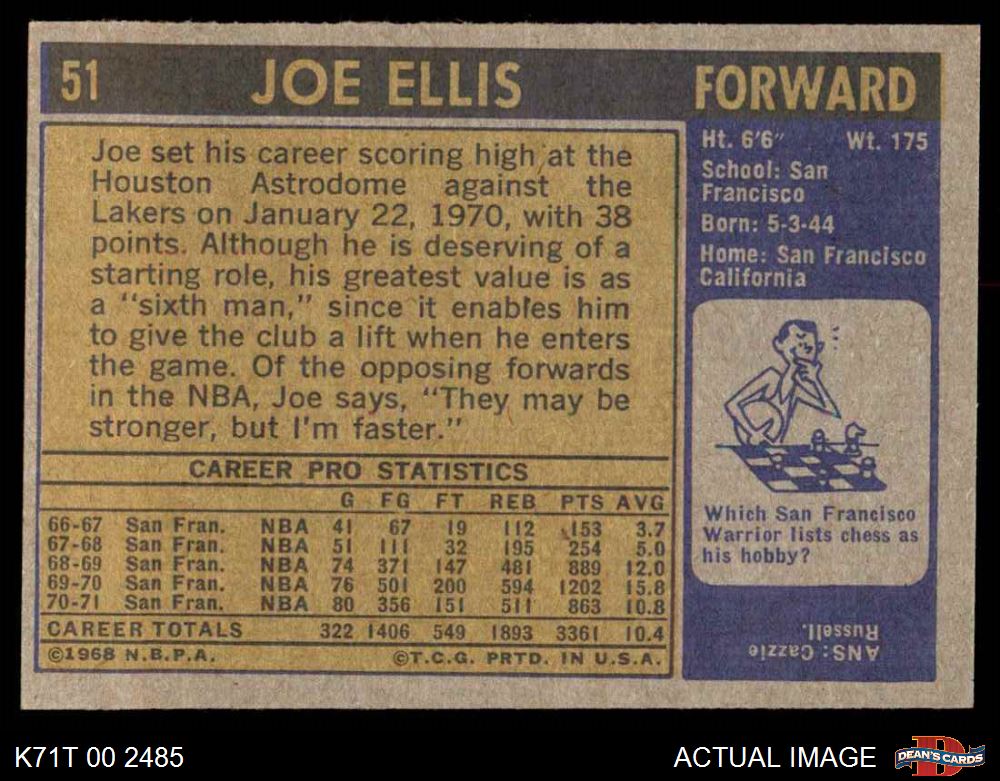 51 JOE ELLIS FORWARD
Joe set his career scoring high at the
Houston Astrodome against the
Lakers on January 22, 1970, with 38
points. Although he is deserving of a
starting role, his greatest value is as
a "sixth man," since it enables him
to give the club a lift when he enters
the game. Of the opposing forwards
in the NBA, Joe says, "They may be
stronger, but I'm faster."
CAREER PRO STATISTICS
G FG FT REB PTS AVG
66-67 San Fran. NBA 41 67 19 112 153 3.7
67-68 San Fran. NBA 51 111 32 195 254 5.0
68-69 San Fran. NBA 74 371 147 481 889 12.0
69-70 San Fran. NBA 76 501 200 594 1202 15.8
70-71 San Fran. NBA 80 356 151 511 863 10.8
CAREER TOTALS 322 1406 549 1893 3361 10.4
©1968 N.B.P.A. ©T.C.G. PRTD. IN U.S.A.
Ht. 6'6" Wt. 175
School: San
Francisco
Born: 5-3-44
Home: San Francisco
California
Which San Francisco
Warrior lists chess as
his hobby?
ANS: Cazzie
Russell.
K71T 00 2485
ACTUAL IMAGE
D
DEAN'S CARDS